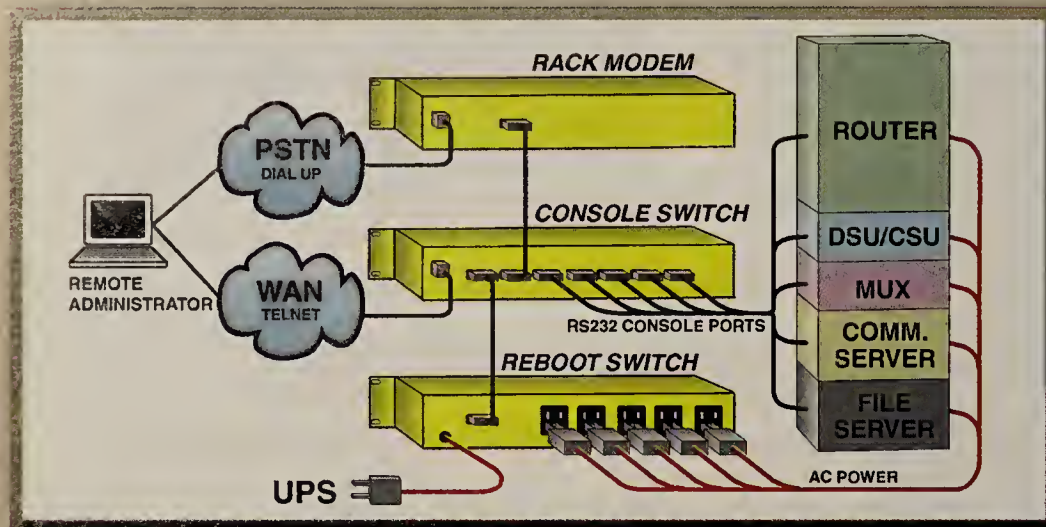 RACK MODEM
PSTN
DIAL UP
CONSOLE SWITCH
REMOTE
ADMINISTRATOR
WAN
TELNET
RS232 CONSOLE PORTS
REBOOT SWITCH
UPS
AC POWER
ROUTER
DSU/CSU
MUX
COMM.
SERVER
FILE
SERVER